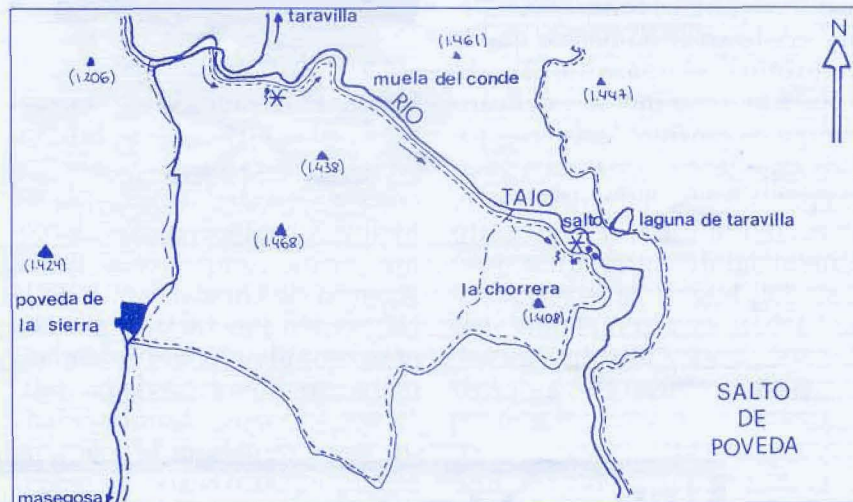 taravilla
N
(1.461)
(1.206)
muela del conde
(1.447)
RIO
(1.438)
TAJO
salto
laguna de taravilla
(1.468)
(1.424)
la chorrera
(1.408)
poveda de
la sierra
SALTO
DE
POVEDA
masegosa